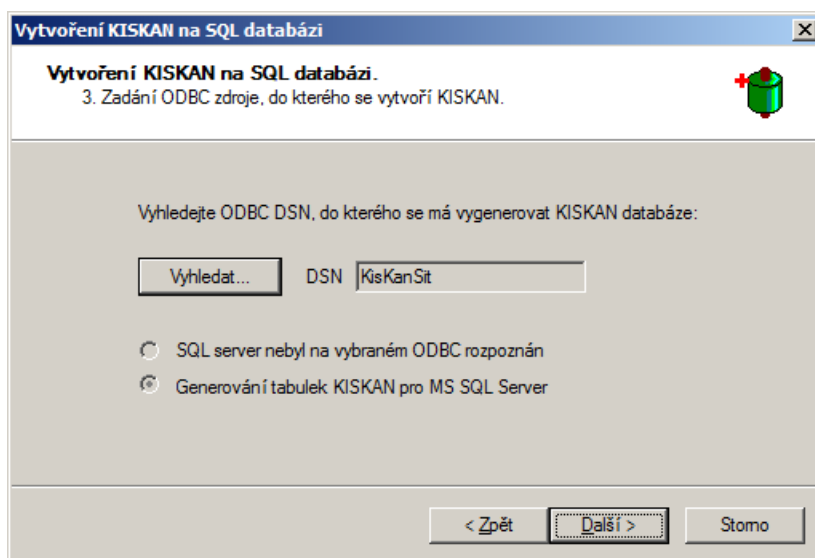 Vytvoření KISKAN na SQL databázi
Vytvoření KISKAN na SQL databázi.
3. Zadání ODBC zdroje, do kterého se vytvoří KISKAN.
Vyhledejte ODBC DSN, do kterého se má vygenerovat KISKAN databáze:
Vyhledat... DSN KisKanSit
SQL server nebyl na vybraném ODBC rozpoznán
Generování tabulek KISKAN pro MS SQL Server
< Zpět Další > Storno